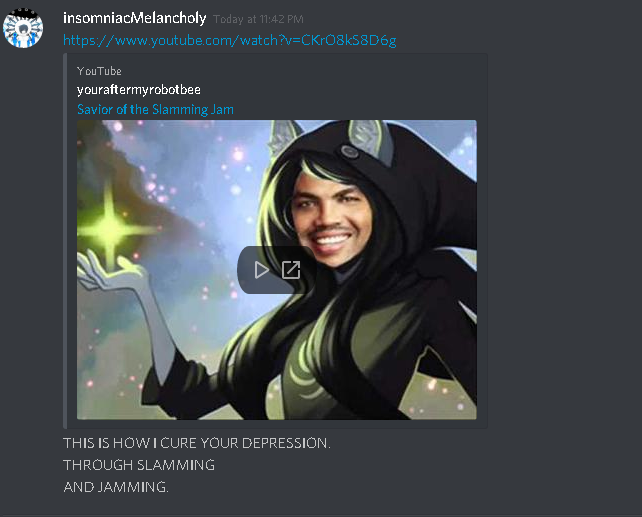 insomniacMelancholy Today at 11:42 PM
https://www.youtube.com/watch?v=CKrO8kS8D6g
YouTube
youraftermyrobotbee
Savior of the Slamming Jam
THIS IS HOW I CURE YOUR DEPRESSION.
THROUGH SLAMMING
AND JAMMING.